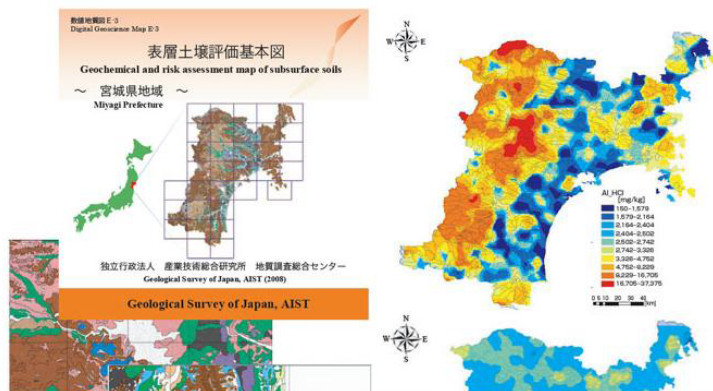 数値地質図 E-3
Digital Geoscience Map E-3
表層土壌評価基本図
Geochemical and risk assessment map of subsurface soils
～ 宮城県地域 ～
Miyagi Prefecture
独立行政法人 産業技術総合研究所 地質調査総合センター
Geological Survey of Japan, AIST (2008)
Geological Survey of Japan, AIST
N
W E
S
Al_HCl
[mg/kg]
150-1,579
1,579-2,164
2,164-2,404
2,404-2,502
2,502-2,742
2,742-3,326
3,326-4,752
4,752-8,229
8,229-16,705
16,705-37,275
0 5 10 20 30 40
(km)
N
W E
S